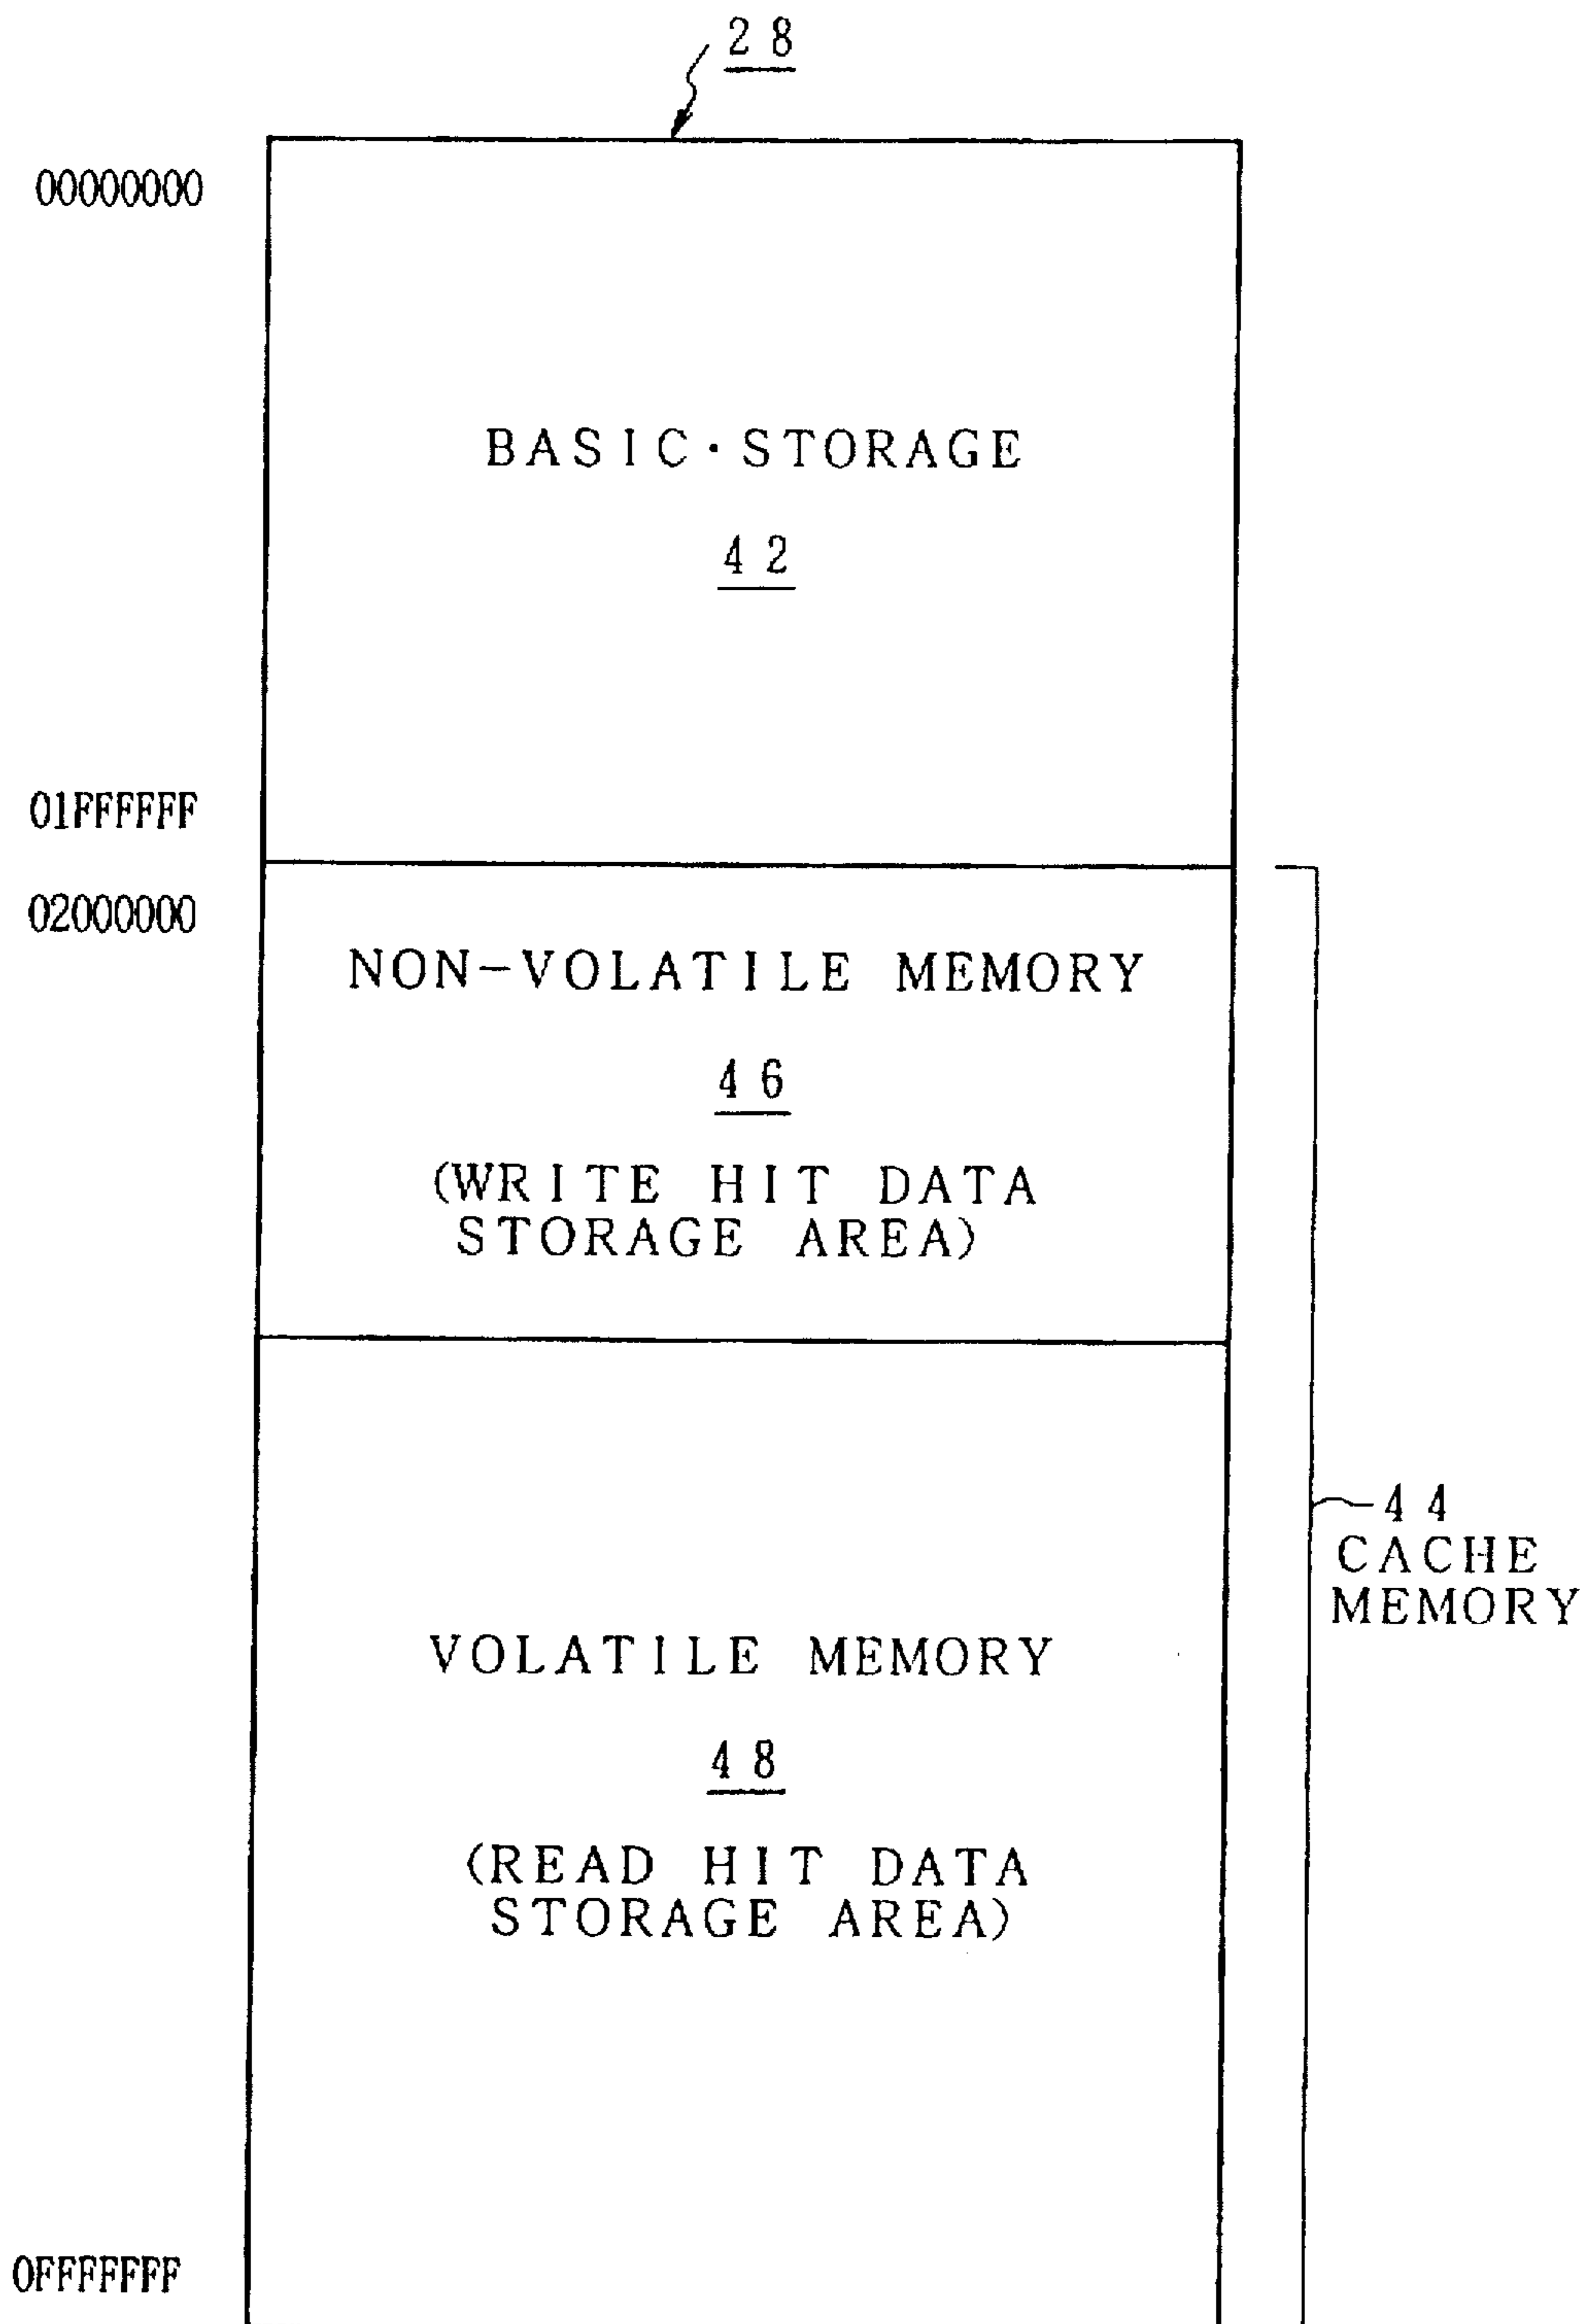 28
00000000
BASIC·STORAGE
42
01FFFFFF
02000000
NON-VOLATILE MEMORY
46
(WRITE HIT DATA
STORAGE AREA)
44
CACHE
MEMORY
VOLATILE MEMORY
48
(READ HIT DATA
STORAGE AREA)
0FFFFFFF